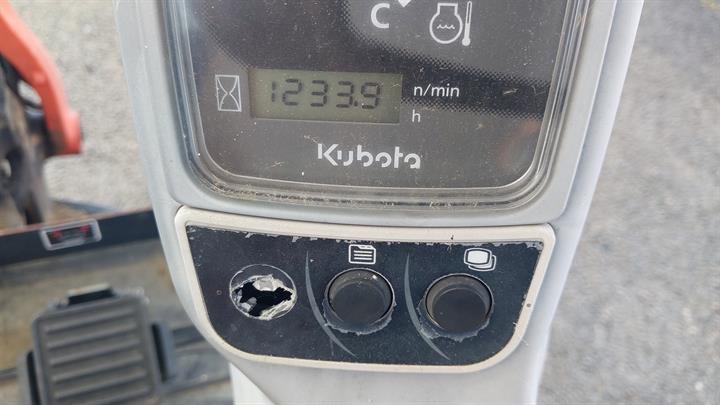 C
1233.9 n/min
h
Kubota